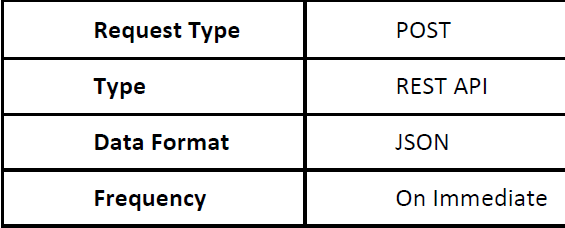 Request Type POST
Type REST API
Data Format JSON
Frequency On Immediate